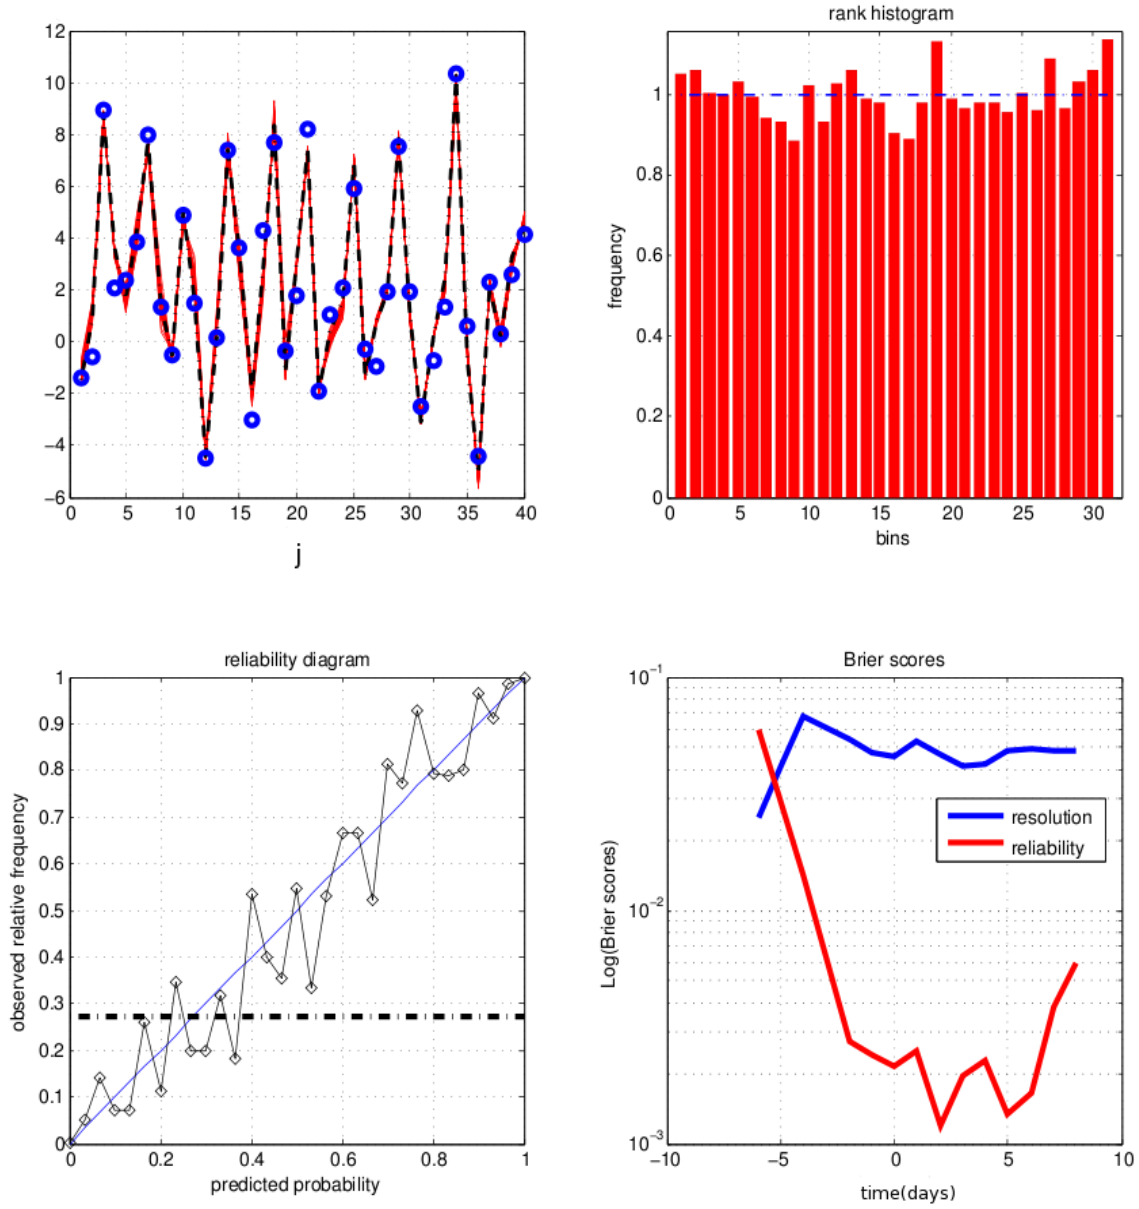 12
10
8
6
4
2
0
−2
−4
−6
0 5 10 15 20 25 30 35 40
j
rank histogram
1
0.8
0.6
0.4
0.2
0
frequency
0 5 10 15 20 25 30
bins
reliability diagram
1
0.9
0.8
0.7
0.6
0.5
0.4
0.3
0.2
0.1
0
observed relative frequency
0 0.2 0.4 0.6 0.8 1
predicted probability
Brier scores
10−1
10−2
10−3
Log(Brier scores)
resolution
reliability
−10 −5 0 5 10
time(days)